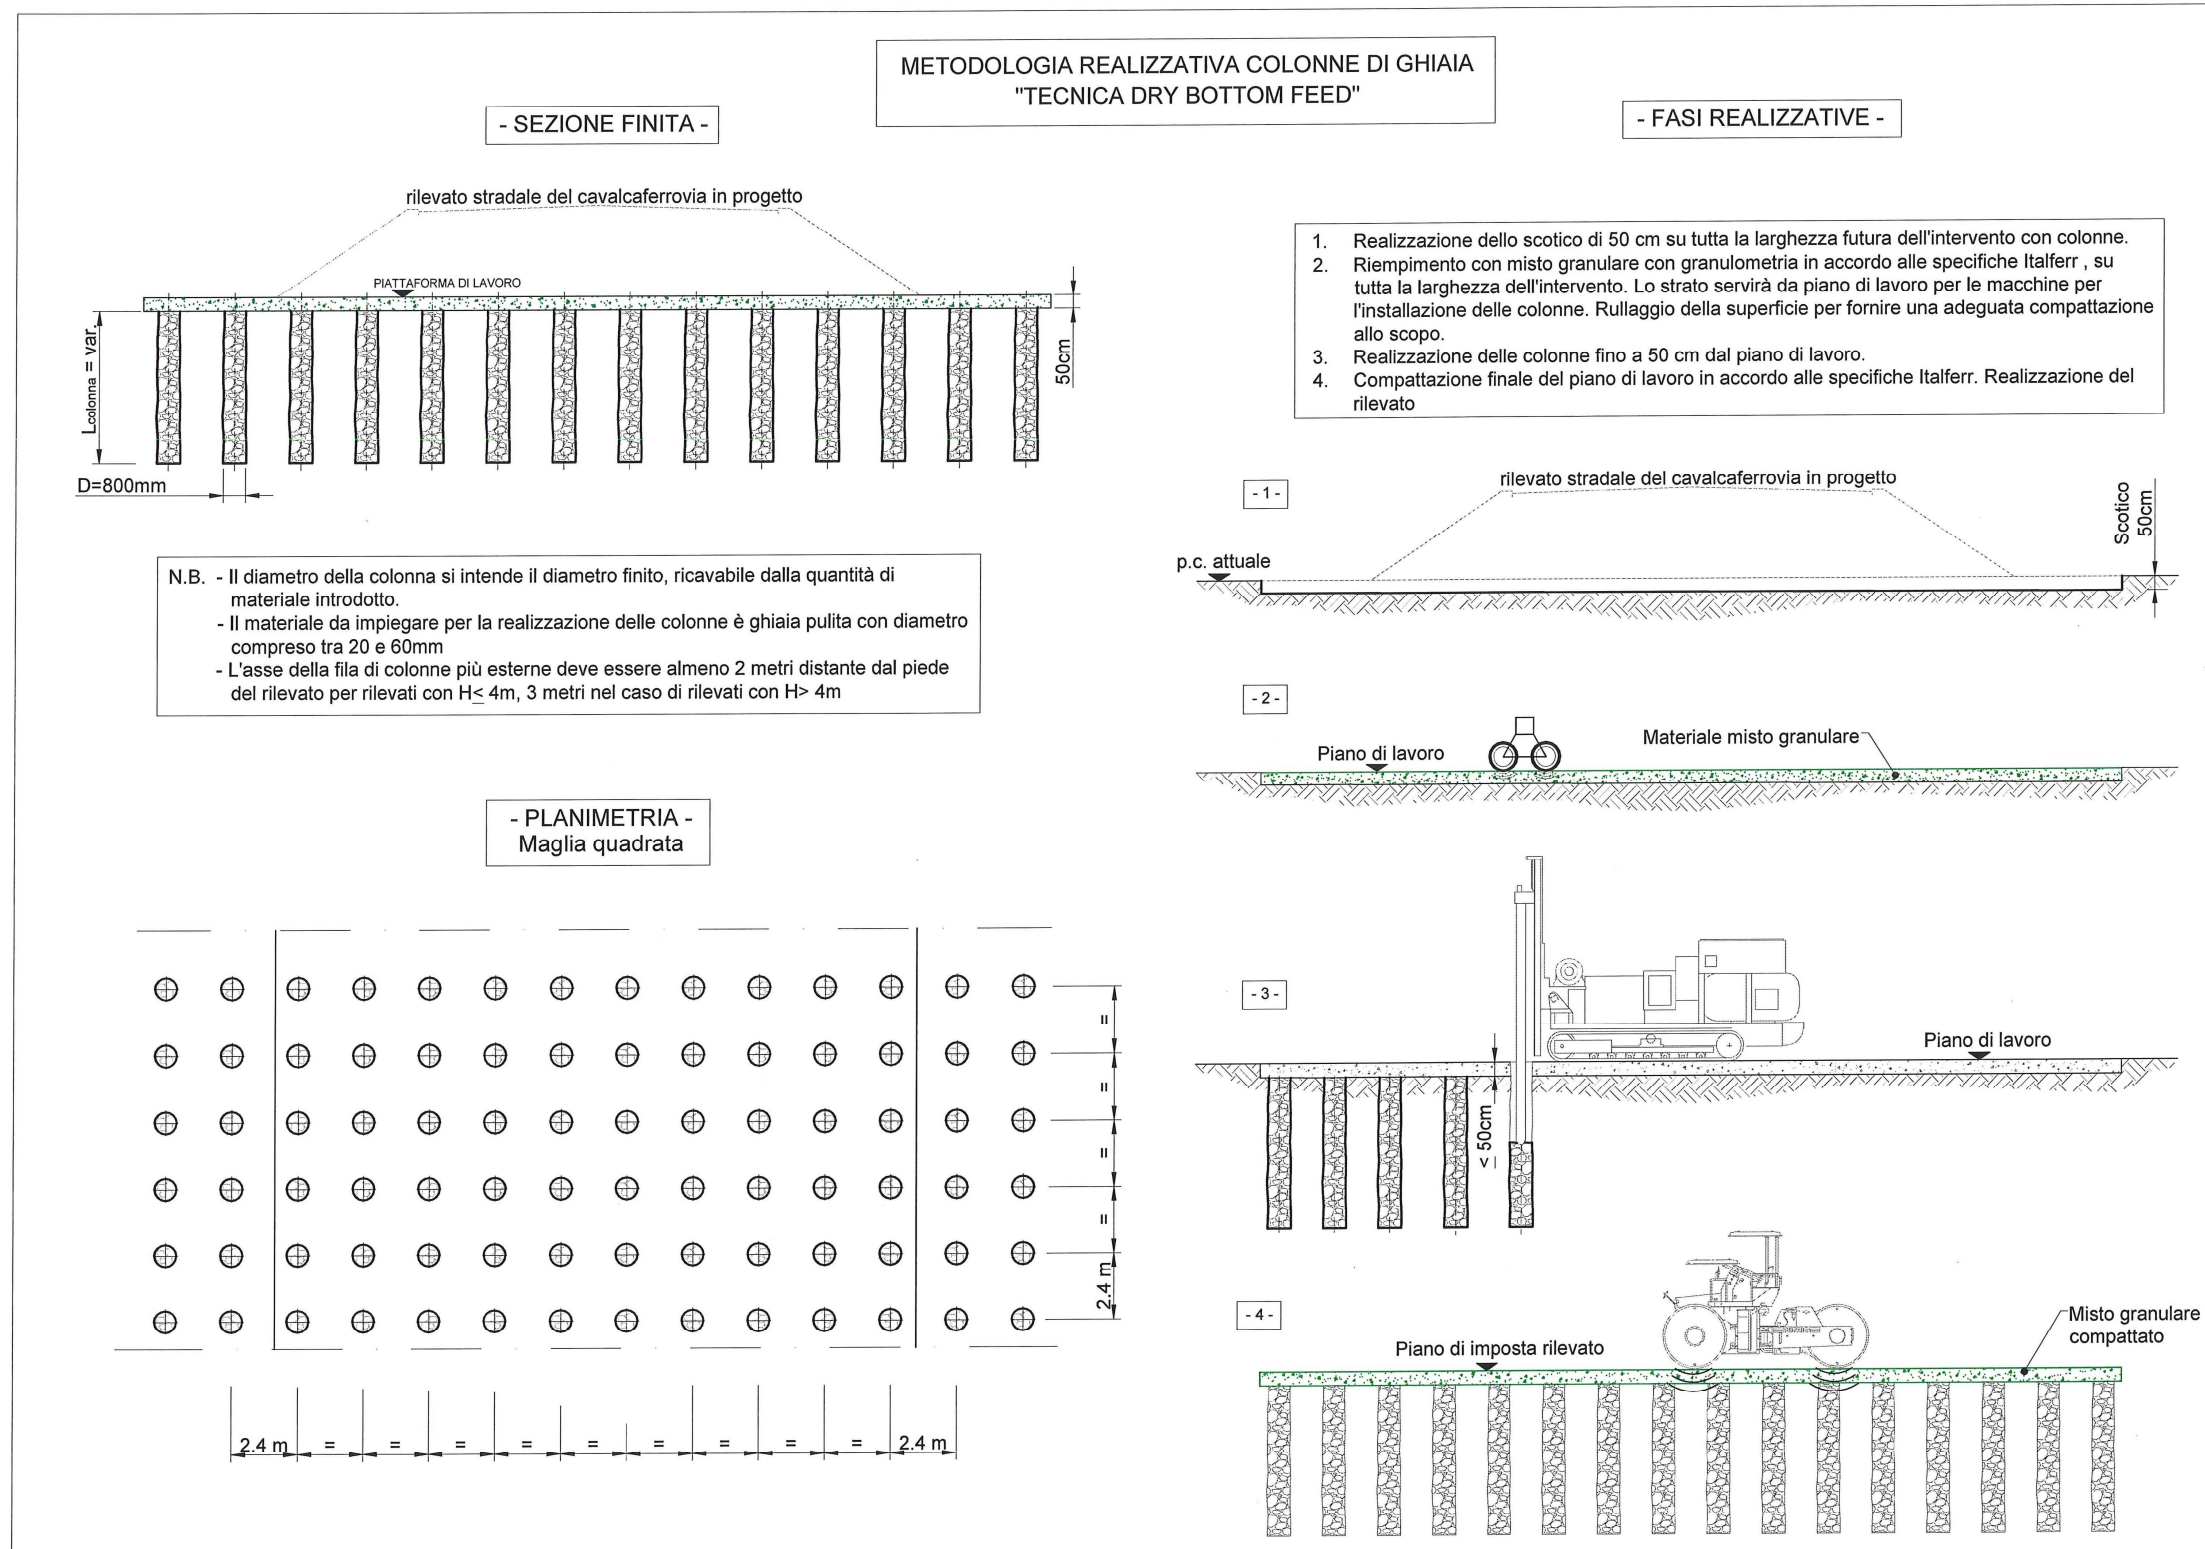 METODOLOGIA REALIZZATIVA COLONNE DI GHIAIA
"TECNICA DRY BOTTOM FEED"
- SEZIONE FINITA -
rilevato stradale del cavalcaferrovia in progetto
PIATTAFORMA DI LAVORO
Lcolonna = var.
50cm
D=800mm
N.B. - Il diametro della colonna si intende il diametro finito, ricavabile dalla quantità di
materiale introdotto.
- Il materiale da impiegare per la realizzazione delle colonne è ghiaia pulita con diametro
compreso tra 20 e 60mm
- L'asse della fila di colonne più esterne deve essere almeno 2 metri distante dal piede
del rilevato per rilevati con H≤ 4m, 3 metri nel caso di rilevati con H> 4m
- PLANIMETRIA -
Maglia quadrata
=
=
=
=
2.4 m
2.4 m = = = = = = = = = 2.4 m
- FASI REALIZZATIVE -
1. Realizzazione dello scotico di 50 cm su tutta la larghezza futura dell'intervento con colonne.
2. Riempimento con misto granulare con granulometria in accordo alle specifiche Italferr , su
tutta la larghezza dell'intervento. Lo strato servirà da piano di lavoro per le macchine per
l'installazione delle colonne. Rullaggio della superficie per fornire una adeguata compattazione
allo scopo.
3. Realizzazione delle colonne fino a 50 cm dal piano di lavoro.
4. Compattazione finale del piano di lavoro in accordo alle specifiche Italferr. Realizzazione del
rilevato
- 1 -
rilevato stradale del cavalcaferrovia in progetto
Scotico
50cm
p.c. attuale
- 2 -
Piano di lavoro
Materiale misto granulare
- 3 -
Piano di lavoro
≤ 50cm
- 4 -
Piano di imposta rilevato
Misto granulare
compattato